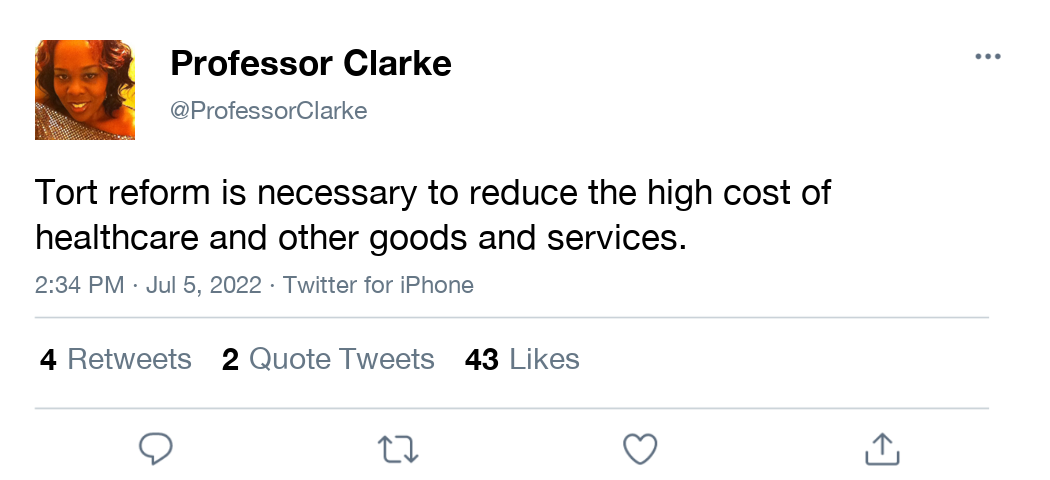 Professor Clarke
@ProfessorClarke
Tort reform is necessary to reduce the high cost of
healthcare and other goods and services.
2:34 PM · Jul 5, 2022 · Twitter for iPhone
4 Retweets 2 Quote Tweets 43 Likes